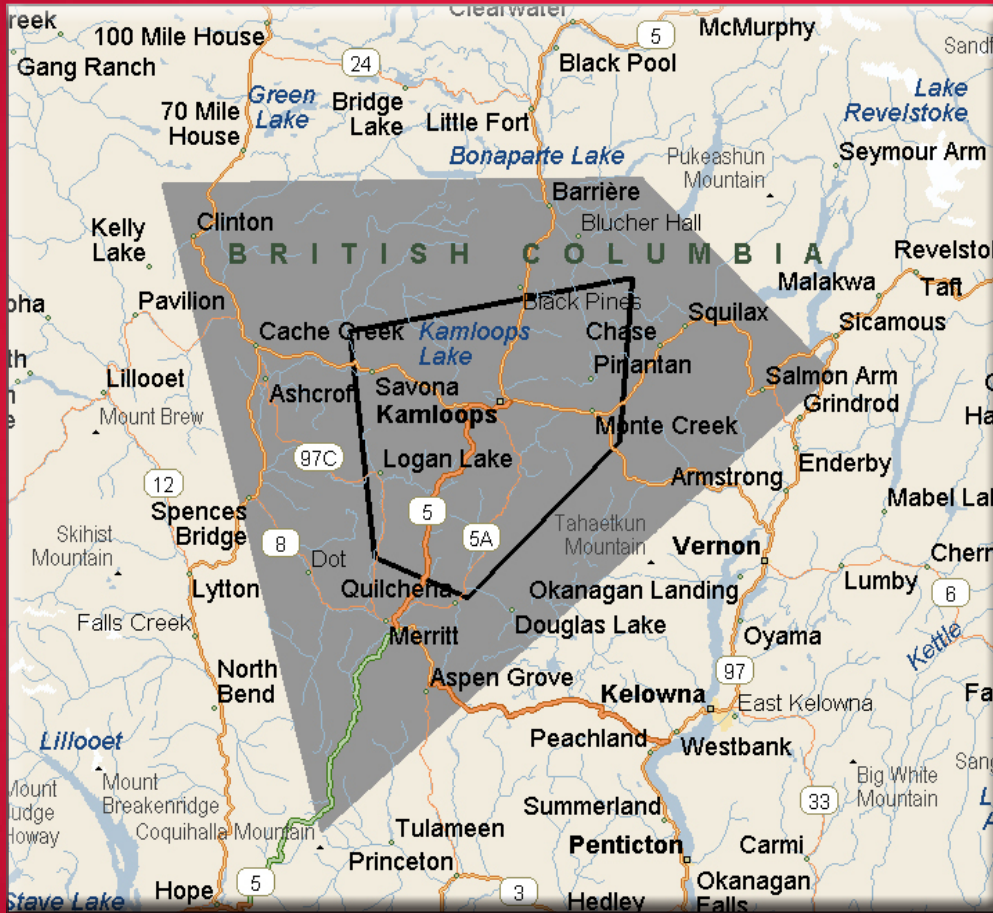 Clearwater
McMurphy
reek
100 Mile House
5
Gang Ranch
24
Black Pool
Green
Lake
Bridge
Lake
Lake
Revelstoke
70 Mile
House
Little Fort
Bonaparte Lake
Pukeashun
Mountain
Seymour Arm
Barrière
Clinton
Blucher Hall
Kelly
Lake
BRITISH COLUMBIA
Malakwa
Taft
Pavilion
Black Pines
Squilax
Cache Creek
Kamloops
Lake
Chase
Sicamous
Pinantan
Lillooet
Ashcroft
Savona
Salmon Arm
Mount Brew
Kamloops
Grindrod
Monte Creek
97C
Logan Lake
Armstrong
Enderby
12
Spences
Bridge
5
5A
Skihist
Mountain
8
Dot
Tahaetkun
Mountain
Vernon
Lytton
Quilchena
Okanagan Landing
Lumby
6
Falls Creek
Merritt
Douglas Lake
Oyama
Kettle
North
Bend
Aspen Grove
97
Kelowna
East Kelowna
Lillooet
Peachland
Westbank
Mount
Breakenridge
Big White
Mountain
Summerland
33
Coquihalla Mountain
Tulameen
Princeton
Penticton
Carmi
Hope
5
3
Hedley
Okanagan
Falls
Stave Lake